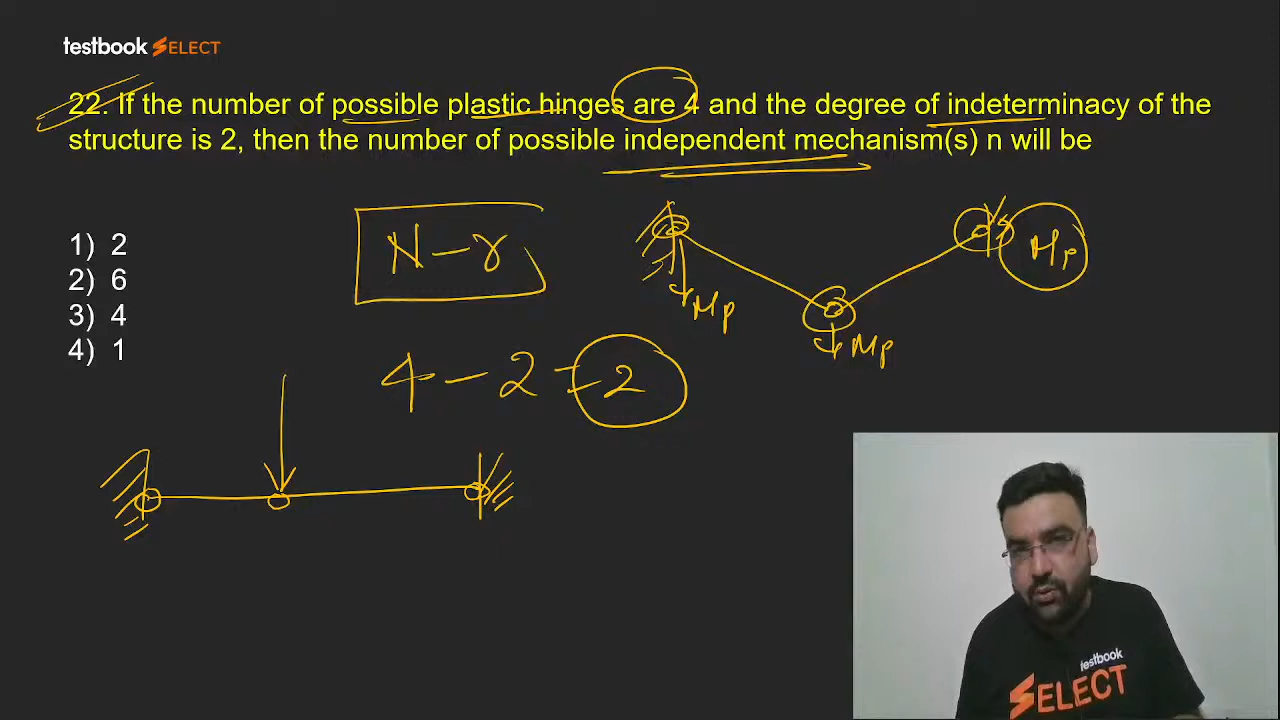 testbook SELECT
22. If the number of possible plastic hinges are 4 and the degree of indeterminacy of the
structure is 2, then the number of possible independent mechanism(s) n will be
N - r
Mp
Mp
Mp
1) 2
2) 6
3) 4
4) 1
4 - 2 = 2
testbook
SELECT